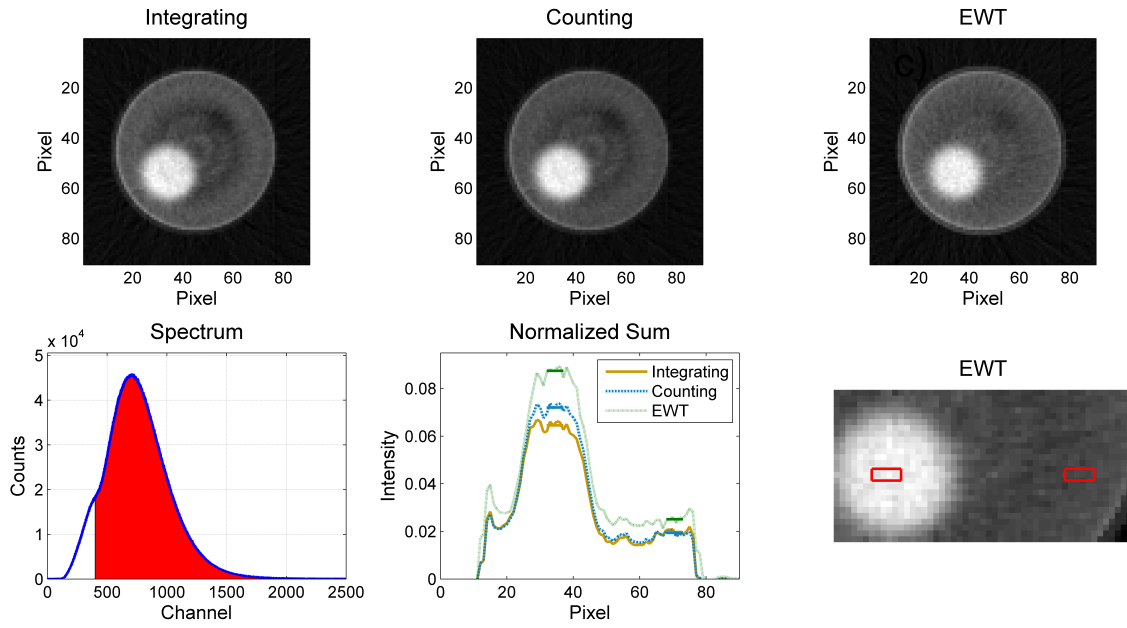 Integrating
Counting
EWT
c)
20
40
60
80
Pixel
20 40 60 80
Pixel
20
40
60
80
Pixel
20 40 60 80
Pixel
20
40
60
80
Pixel
20 40 60 80
Pixel
Spectrum
x 10⁴
5
4
3
2
1
0
Counts
0 500 1000 1500 2000 2500
Channel
Normalized Sum
0.08
0.06
0.04
0.02
0
Intensity
0 20 40 60 80
Pixel
Integrating
Counting
EWT
EWT